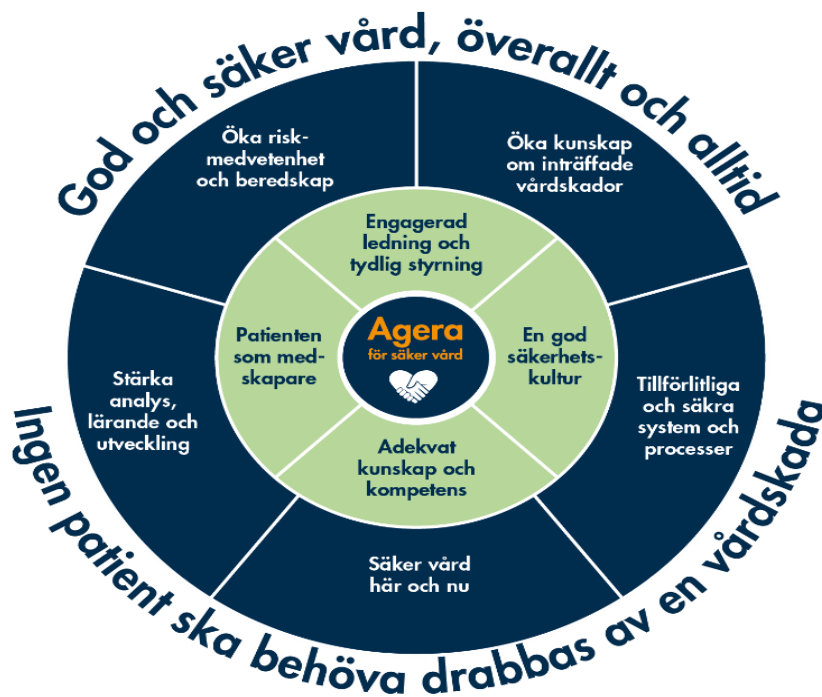 God och säker vård, överallt och alltid
Öka risk-
medvetenhet
och beredskap
Öka kunskap
om inträffade
vårdskador
Engagerad
ledning och
tydlig styrning
Patienten
som med-
skapare
Agera
för säker vård
En god
säkerhets-
kultur
Stärka
analys,
lärande och
utveckling
Tillförlitliga
och säkra
system och
processer
Adekvat
kunskap och
kompetens
Säker vård
här och nu
Ingen patient ska behöva drabbas av en vårdskada